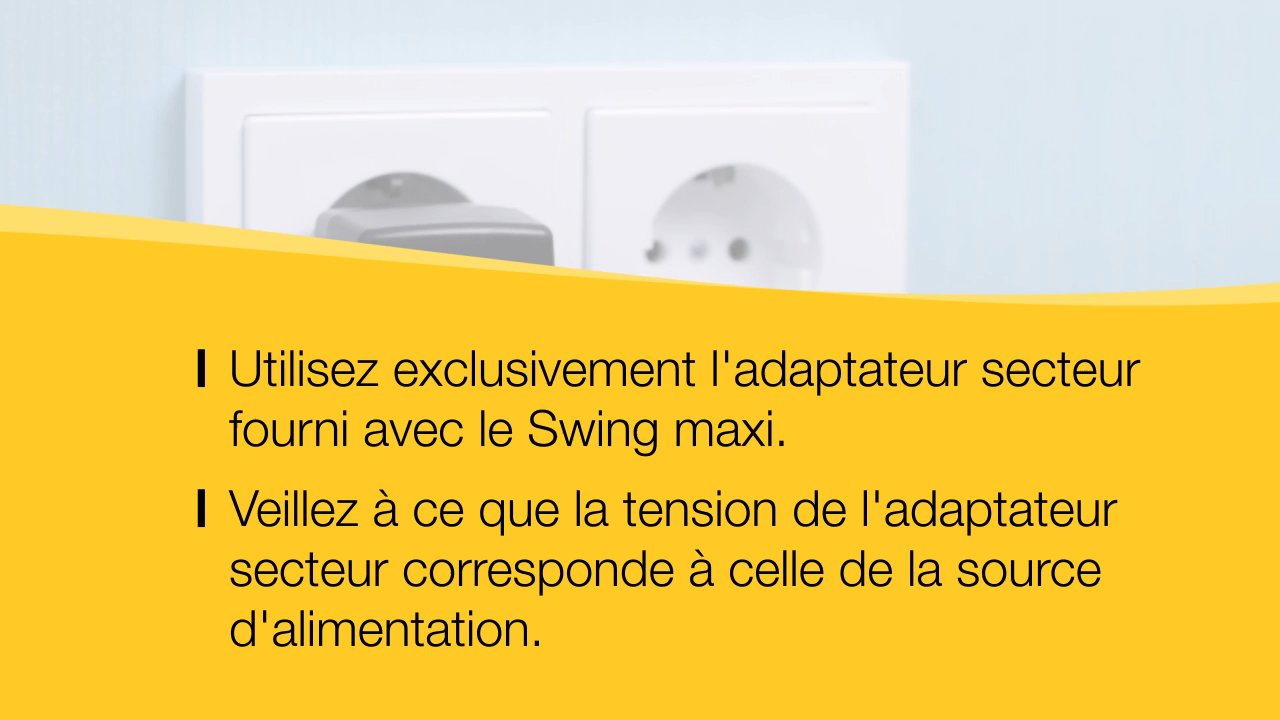 Utilisez exclusivement l'adaptateur secteur
fourni avec le Swing maxi.
Veillez à ce que la tension de l'adaptateur
secteur corresponde à celle de la source
d'alimentation.